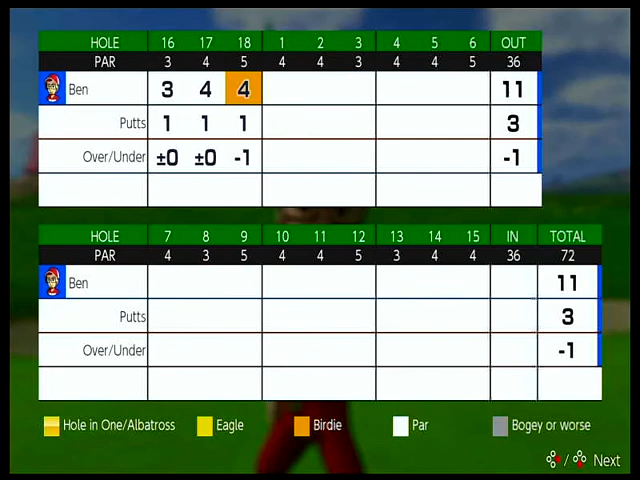 HOLE 16 17 18 1 2 3 4 5 6 OUT
PAR 3 4 5 4 4 3 4 4 5 36
Ben 3 4 4 11
Putts 1 1 1 3
Over/Under ±0 ±0 -1 -1
HOLE 7 8 9 10 11 12 13 14 15 IN TOTAL
PAR 4 3 5 4 4 5 3 4 4 36 72
Ben 11
Putts 3
Over/Under -1
Hole in One/Albatross Eagle Birdie Par Bogey or worse
/ Next